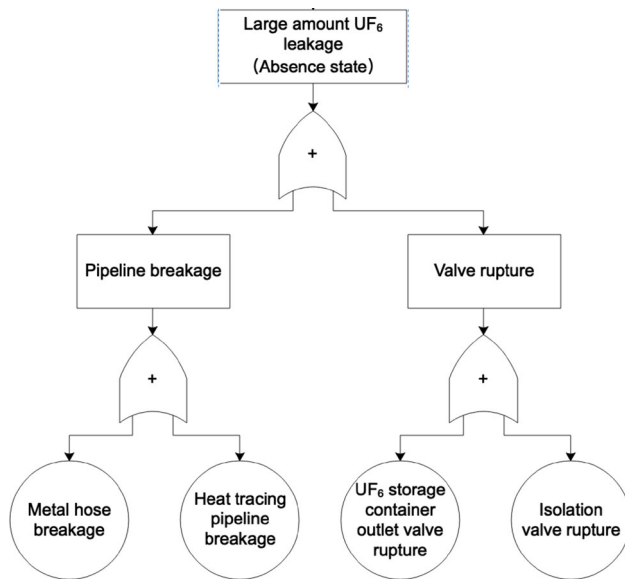 Large amount UF₆
leakage
(Absence state)
+
Pipeline breakage
Valve rupture
+
+
Metal hose
breakage
Heat tracing
pipeline
breakage
UF₆ storage
container
outlet valve
rupture
Isolation
valve rupture